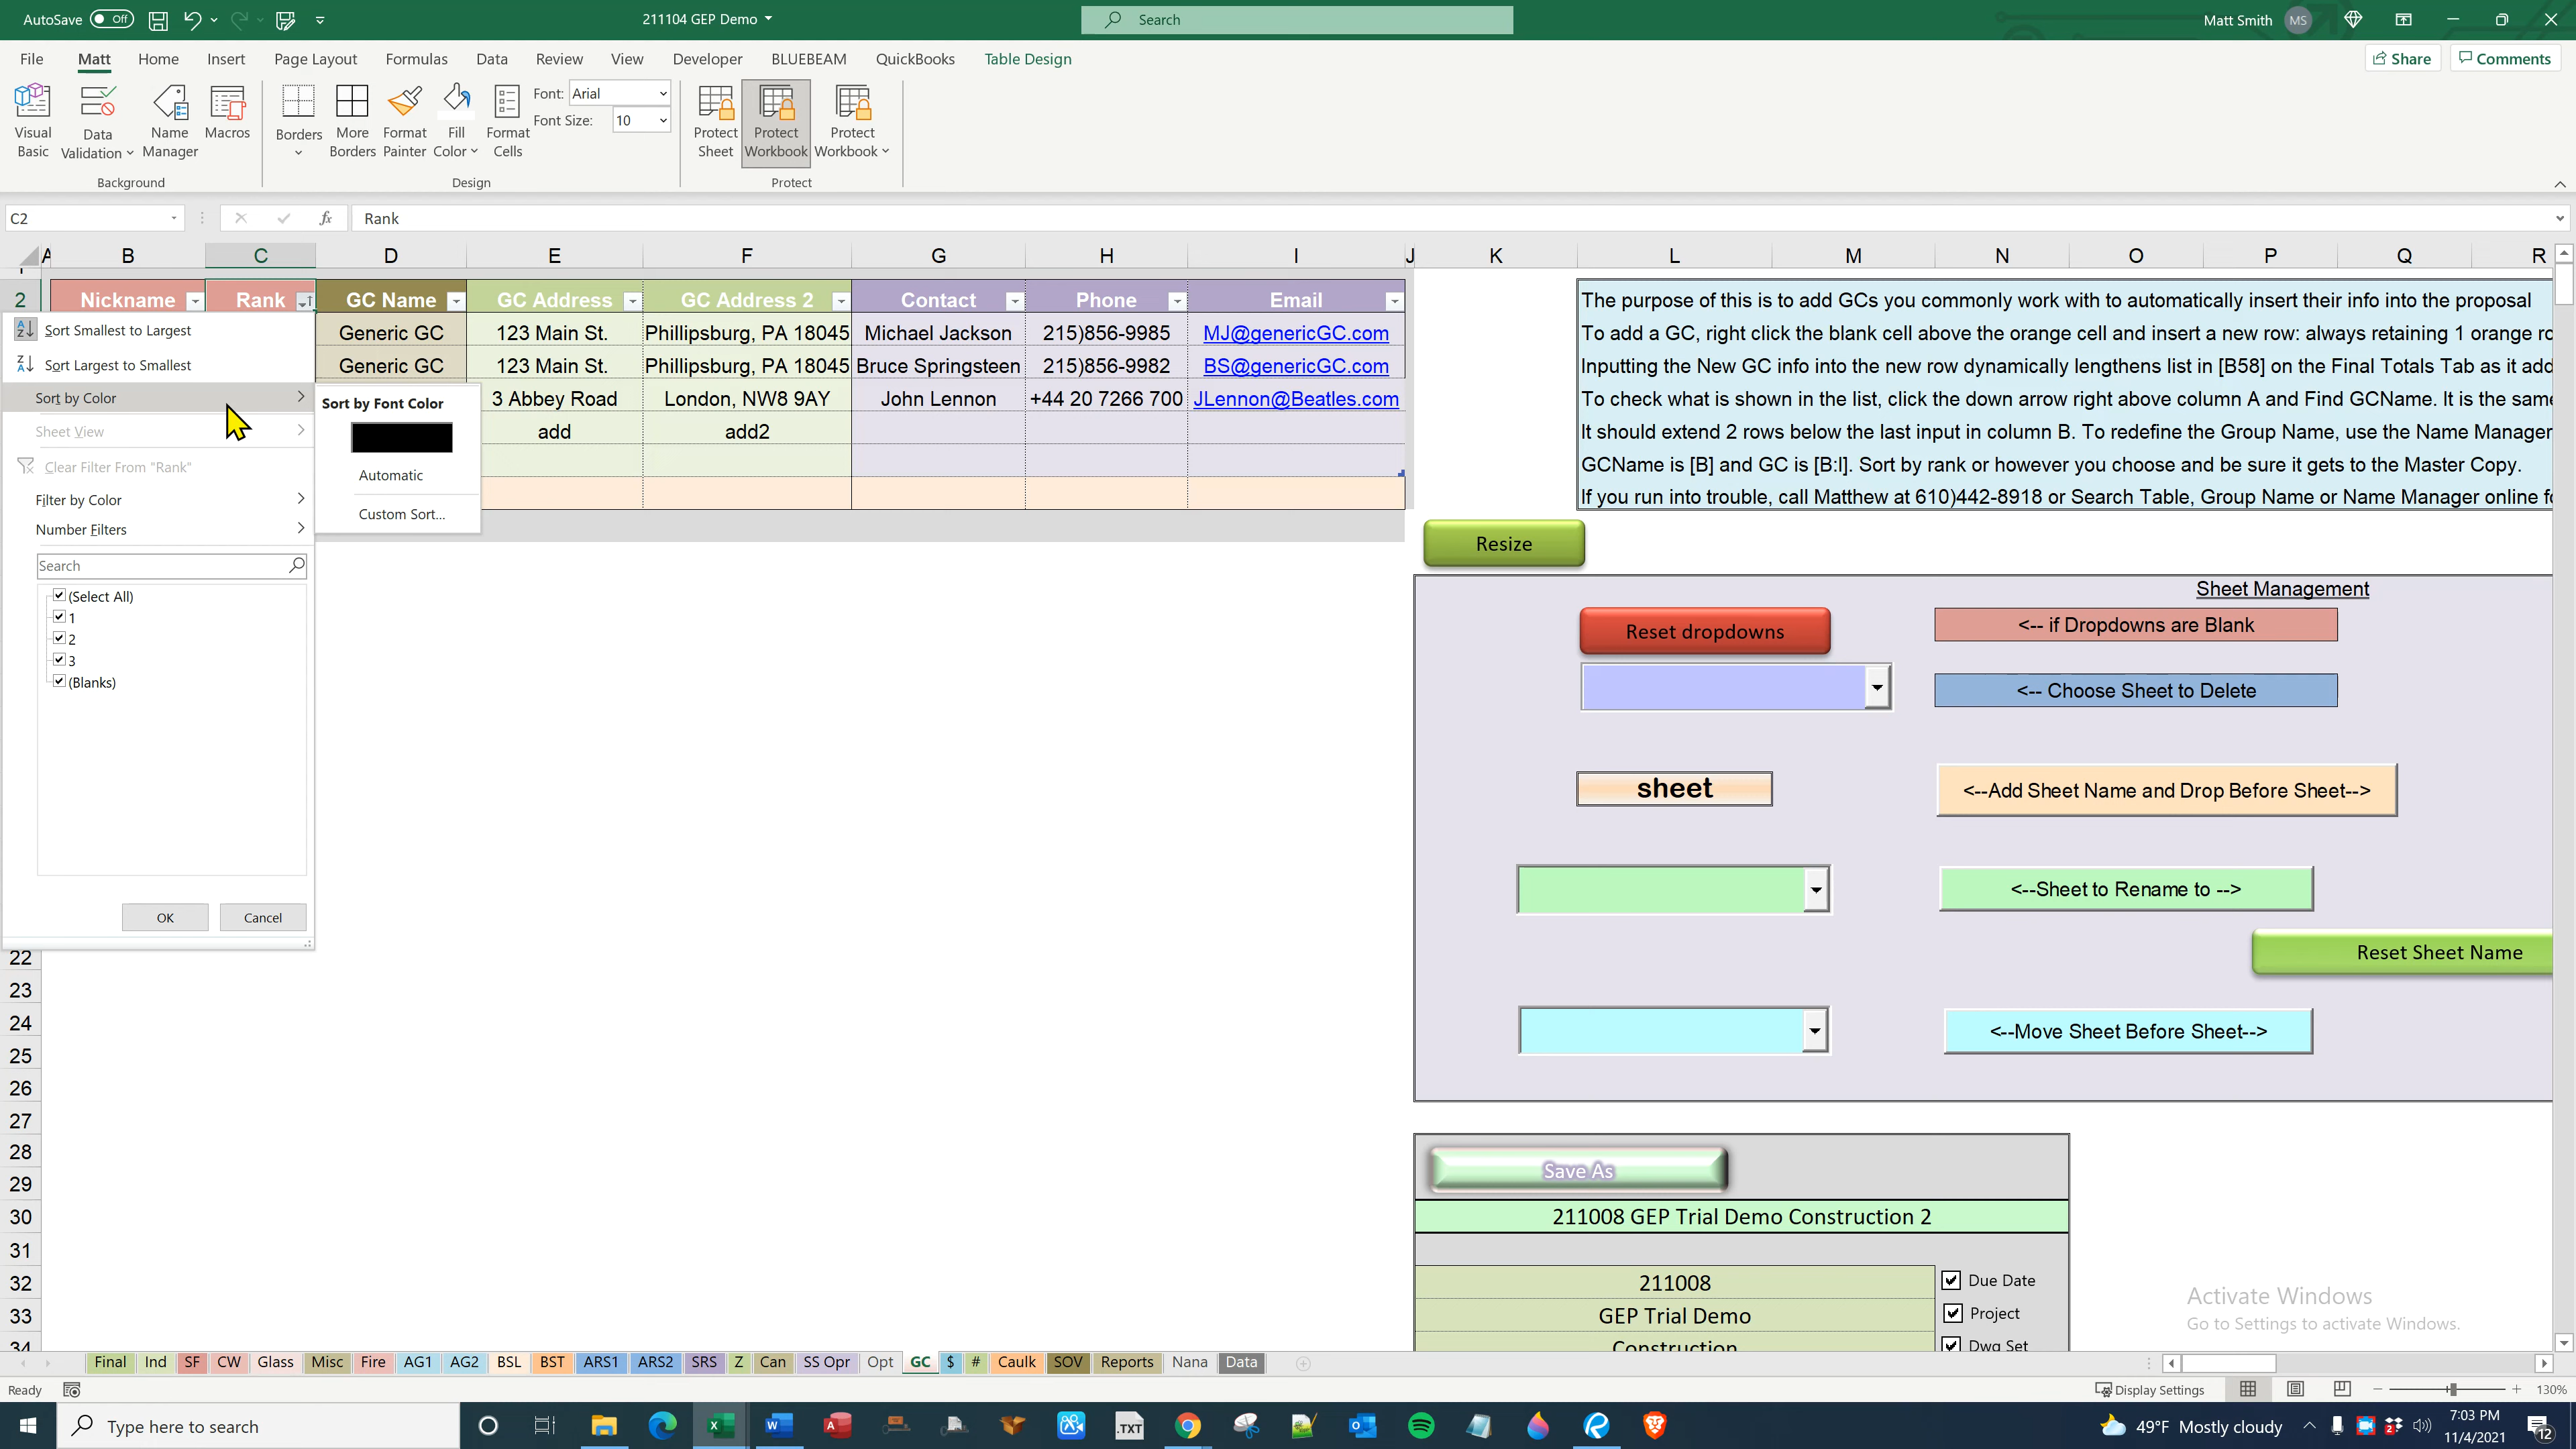 AutoSave Off
211104 GEP Demo
Search
Matt Smith MS
File Matt Home Insert Page Layout Formulas Data Review View Developer BLUEBEAM QuickBooks Table Design
Share Comments
Visual Basic
Data Validation
Name Manager
Macros
Borders
More Borders
Format Painter
Fill Color
Format Cells
Font: Arial
Font Size: 10
Protect Sheet
Protect Workbook
Protect Workbook
Background Design Protect
C2 fx Rank
A B C D E F G H I J K L M N O P Q R
2 Nickname Rank GC Name GC Address GC Address 2 Contact Phone Email
Generic GC 123 Main St. Phillipsburg, PA 18045 Michael Jackson 215)856-9985 MJ@genericGC.com
Generic GC 123 Main St. Phillipsburg, PA 18045 Bruce Springsteen 215)856-9982 BS@genericGC.com
3 Abbey Road London, NW8 9AY John Lennon +44 20 7266 700 JLennon@Beatles.com
add add2
Sort Smallest to Largest
Sort Largest to Smallest
Sort by Color
Sheet View
Clear Filter From "Rank"
Filter by Color
Number Filters
Search
(Select All)
1
2
3
(Blanks)
OK Cancel
Sort by Font Color
Automatic
Custom Sort...
The purpose of this is to add GCs you commonly work with to automatically insert their info into the proposal
To add a GC, right click the blank cell above the orange cell and insert a new row: always retaining 1 orange ro
Inputting the New GC info into the new row dynamically lengthens list in [B58] on the Final Totals Tab as it add
To check what is shown in the list, click the down arrow right above column A and Find GCName. It is the same
It should extend 2 rows below the last input in column B. To redefine the Group Name, use the Name Manager
GCName is [B] and GC is [B:I]. Sort by rank or however you choose and be sure it gets to the Master Copy.
If you run into trouble, call Matthew at 610)442-8918 or Search Table, Group Name or Name Manager online fo
Resize
Sheet Management
Reset dropdowns
<-- if Dropdowns are Blank
<-- Choose Sheet to Delete
sheet
<--Add Sheet Name and Drop Before Sheet-->
<--Sheet to Rename to -->
Reset Sheet Name
<--Move Sheet Before Sheet-->
22
23
24
25
26
27
28
29
30
31
32
33
34
Save As
211008 GEP Trial Demo Construction 2
211008
GEP Trial Demo
Construction
Due Date
Project
Dwg Set
Activate Windows
Go to Settings to activate Windows.
Final Ind SF CW Glass Misc Fire AG1 AG2 BSL BST ARS1 ARS2 SRS Z Can SS Opr Opt GC $ # Caulk SOV Reports Nana Data
Ready
Display Settings
130%
Type here to search
.TXT
49°F Mostly cloudy
7:03 PM
11/4/2021
12